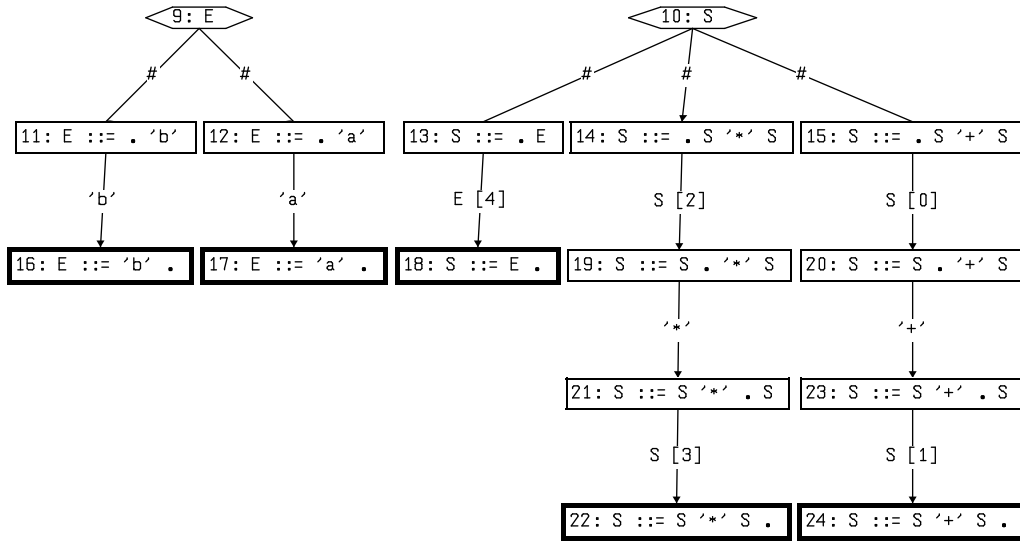 9: E 10: S
# # # # #
11: E ::= . 'b' 12: E ::= . 'a' 13: S ::= . E 14: S ::= . S '*' S 15: S ::= . S '+' S
'b' 'a' E [4] S [2] S [0]
16: E ::= 'b' . 17: E ::= 'a' . 18: S ::= E . 19: S ::= S . '*' S 20: S ::= S . '+' S
'*' '+'
21: S ::= S '*' . S 23: S ::= S '+' . S
S [3] S [1]
22: S ::= S '*' S . 24: S ::= S '+' S .